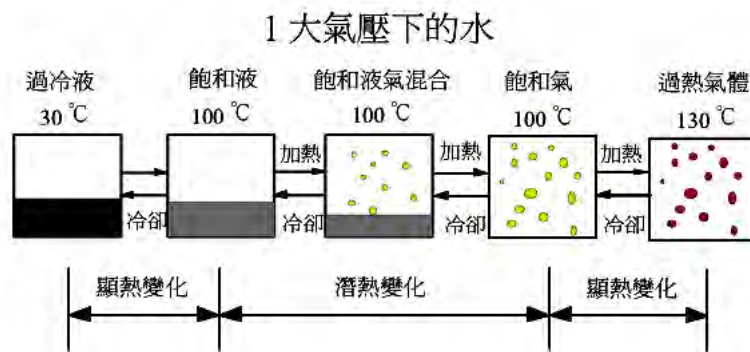 1 大氣壓下的水
過冷液 飽和液 飽和液氣混合 飽和氣 過熱氣體
30 ℃ 100 ℃ 100 ℃ 100 ℃ 130 ℃
加熱 加熱 加熱
冷卻 冷卻 冷卻 冷卻
顯熱變化 潛熱變化 顯熱變化